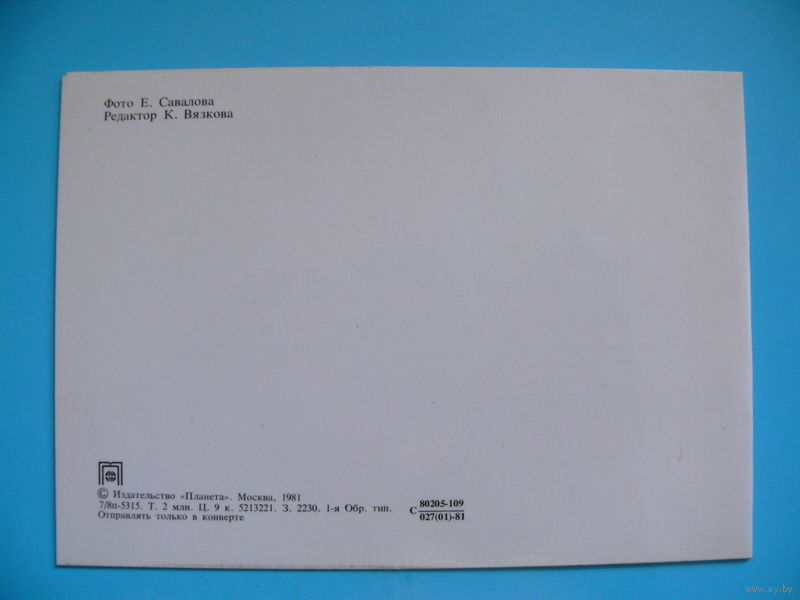 Фото Е. Савалова
Редактор К. Вязкова
© Издательство «Планета». Москва, 1981
7/8п-5315. Т. 2 млн. Ц. 9 к. 5213221. З. 2230. 1-я Обр. тип.
Отправлять только в конверте
С 80205-109
027(01)-81
www.ay.by